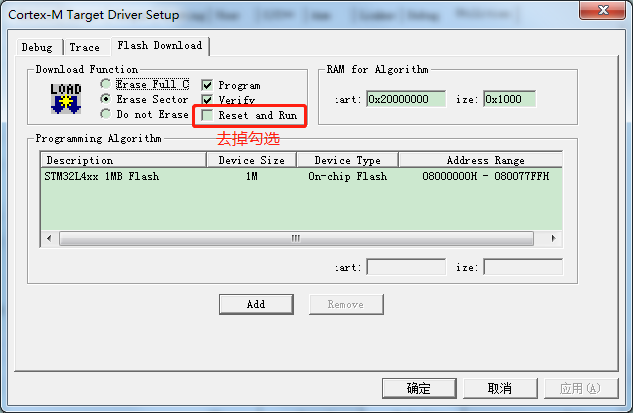 Cortex-M Target Driver Setup
Debug Trace Flash Download
Download Function
LOAD
Erase Full C
Erase Sector
Do not Erase
Program
Verify
Reset and Run
去掉勾选
RAM for Algorithm
:art: 0x20000000 ize: 0x1000
Programming Algorithm
Description Device Size Device Type Address Range
STM32L4xx 1MB Flash 1M On-chip Flash 08000000H - 080077FFH
:art: ize:
Add Remove
确定 取消 应用(A)